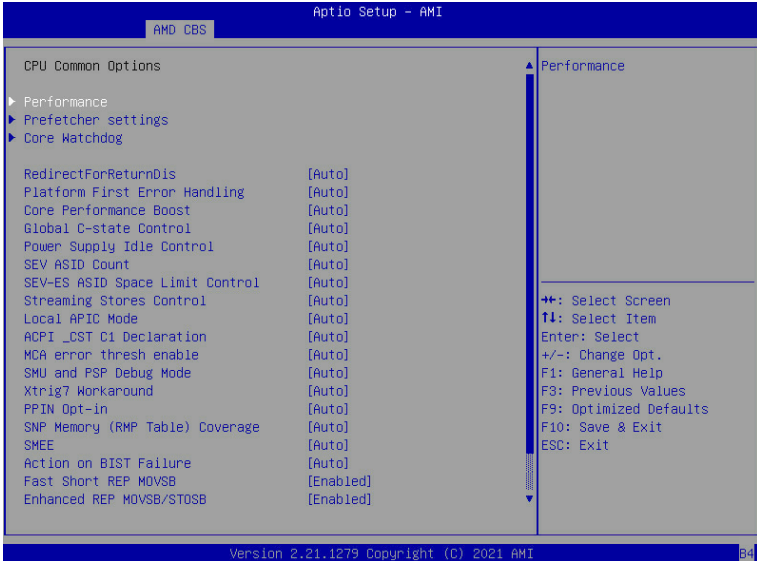 Aptio Setup – AMI
AMD CBS
CPU Common Options
Performance
Prefetcher settings
Core Watchdog
RedirectForReturnDis [Auto]
Platform First Error Handling [Auto]
Core Performance Boost [Auto]
Global C-state Control [Auto]
Power Supply Idle Control [Auto]
SEV ASID Count [Auto]
SEV-ES ASID Space Limit Control [Auto]
Streaming Stores Control [Auto]
Local APIC Mode [Auto]
ACPI _CST C1 Declaration [Auto]
MCA error thresh enable [Auto]
SMU and PSP Debug Mode [Auto]
Xtrig7 Workaround [Auto]
PPIN Opt-in [Auto]
SNP Memory (RMP Table) Coverage [Auto]
SMEE [Auto]
Action on BIST Failure [Auto]
Fast Short REP MOVSB [Enabled]
Enhanced REP MOVSB/STOSB [Enabled]
Performance
→←: Select Screen
↑↓: Select Item
Enter: Select
+/-: Change Opt.
F1: General Help
F3: Previous Values
F9: Optimized Defaults
F10: Save & Exit
ESC: Exit
Version 2.21.1279 Copyright (C) 2021 AMI
B4